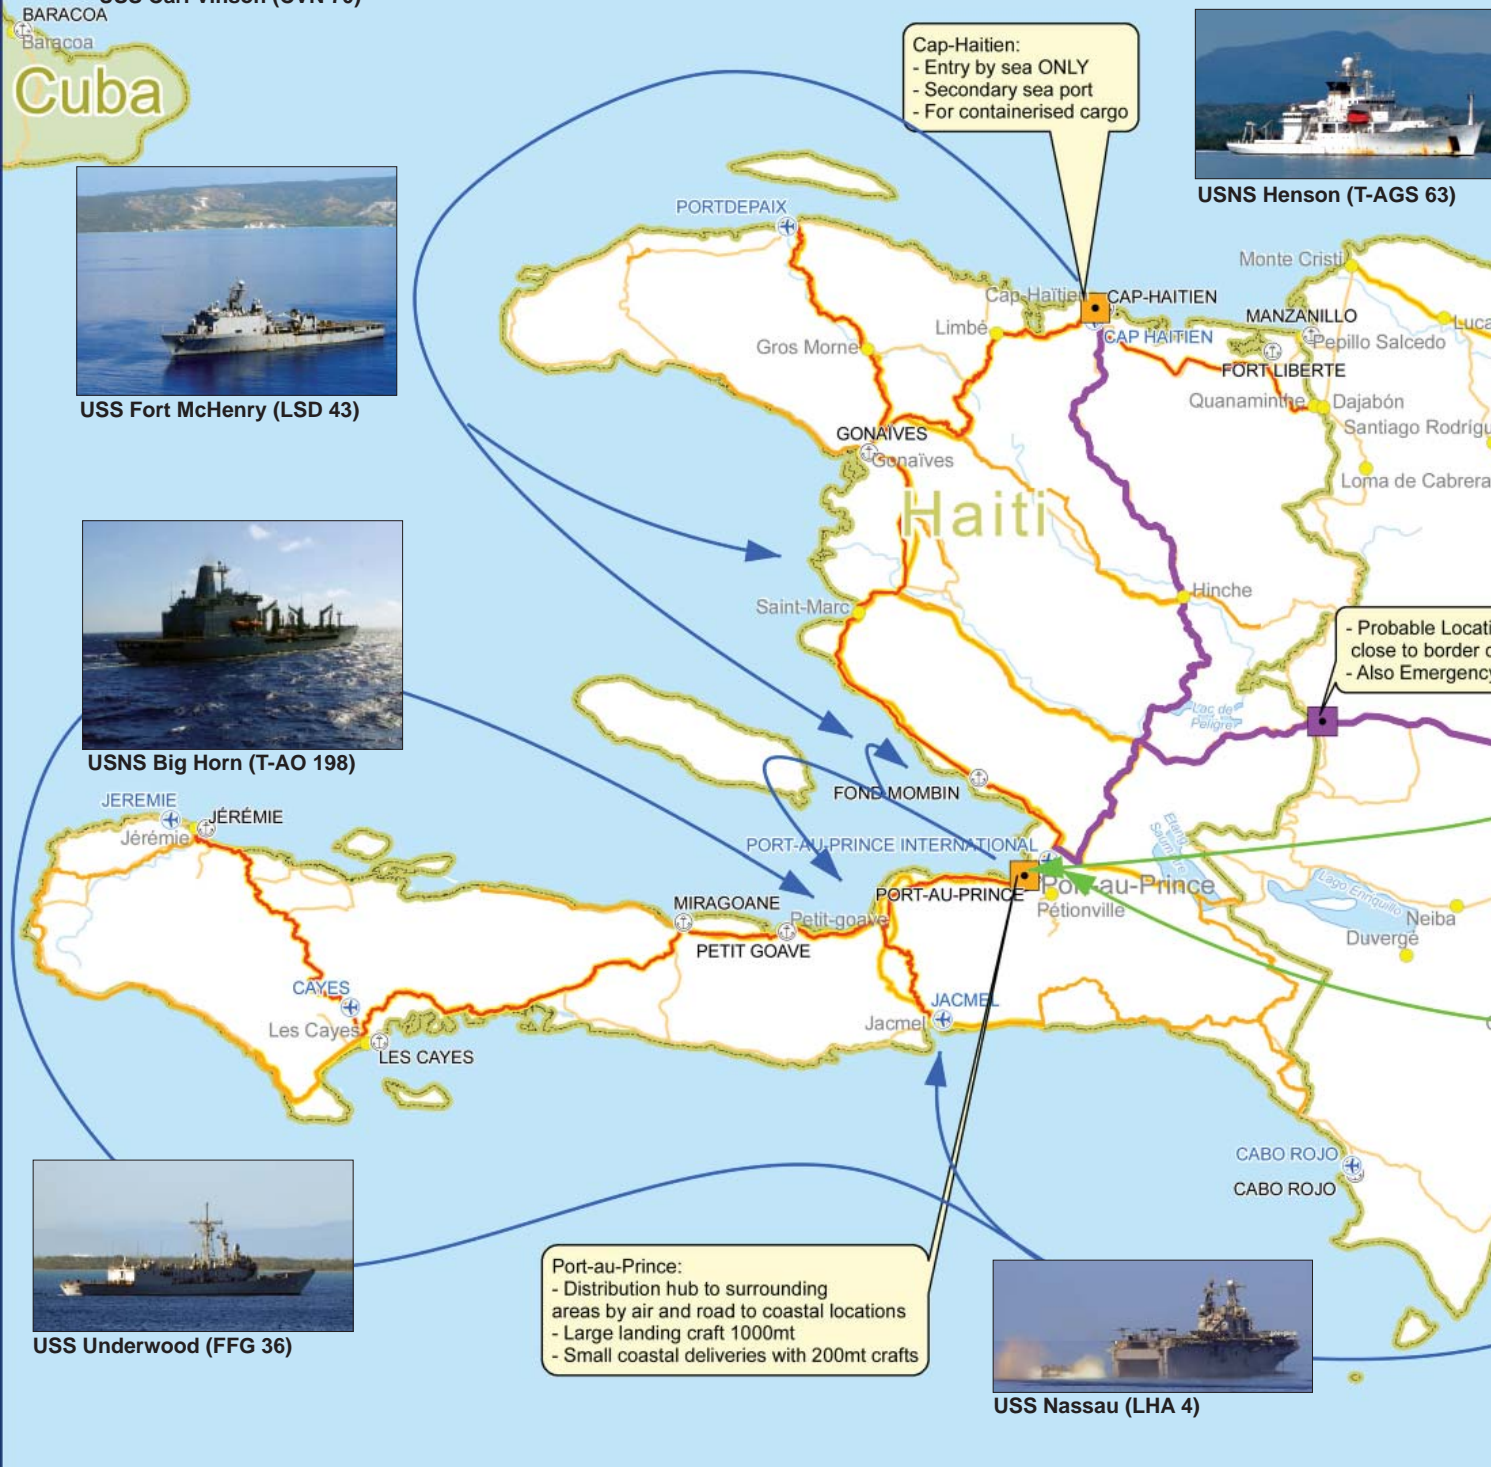 BARACOA
Baracoa
Cuba
Cap-Haitien:
- Entry by sea ONLY
- Secondary sea port
- For containerised cargo
USNS Henson (T-AGS 63)
PORTDEPAIX
USS Fort McHenry (LSD 43)
Monte Cristi
Cap-Haïtien
CAP-HAITIEN
MANZANILLO
Limbé
CAP HAITIEN
Pepillo Salcedo
Gros Morne
FORT LIBERTE
Quanaminthe
Dajabón
Santiago Rodrígu
GONAÏVES
Gonaïves
Loma de Cabrera
Haiti
Hinche
Saint-Marc
- Probable Locati
close to border
- Also Emergency
Lac de
Peligre
USNS Big Horn (T-AO 198)
JEREMIE
JÉRÉMIE
Jérémie
FOND MOMBIN
Etang
Saumatre
PORT-AU-PRINCE INTERNATIONAL
PORT-AU-PRINCE
Port-au-Prince
Pétionville
Lago Enriquillo
Neiba
Duvergé
MIRAGOANE
Petit-goave
PETIT GOAVE
CAYES
Les Cayes
LES CAYES
JACMEL
Jacmel
CABO ROJO
CABO ROJO
USS Underwood (FFG 36)
Port-au-Prince:
- Distribution hub to surrounding
areas by air and road to coastal locations
- Large landing craft 1000mt
- Small coastal deliveries with 200mt crafts
USS Nassau (LHA 4)